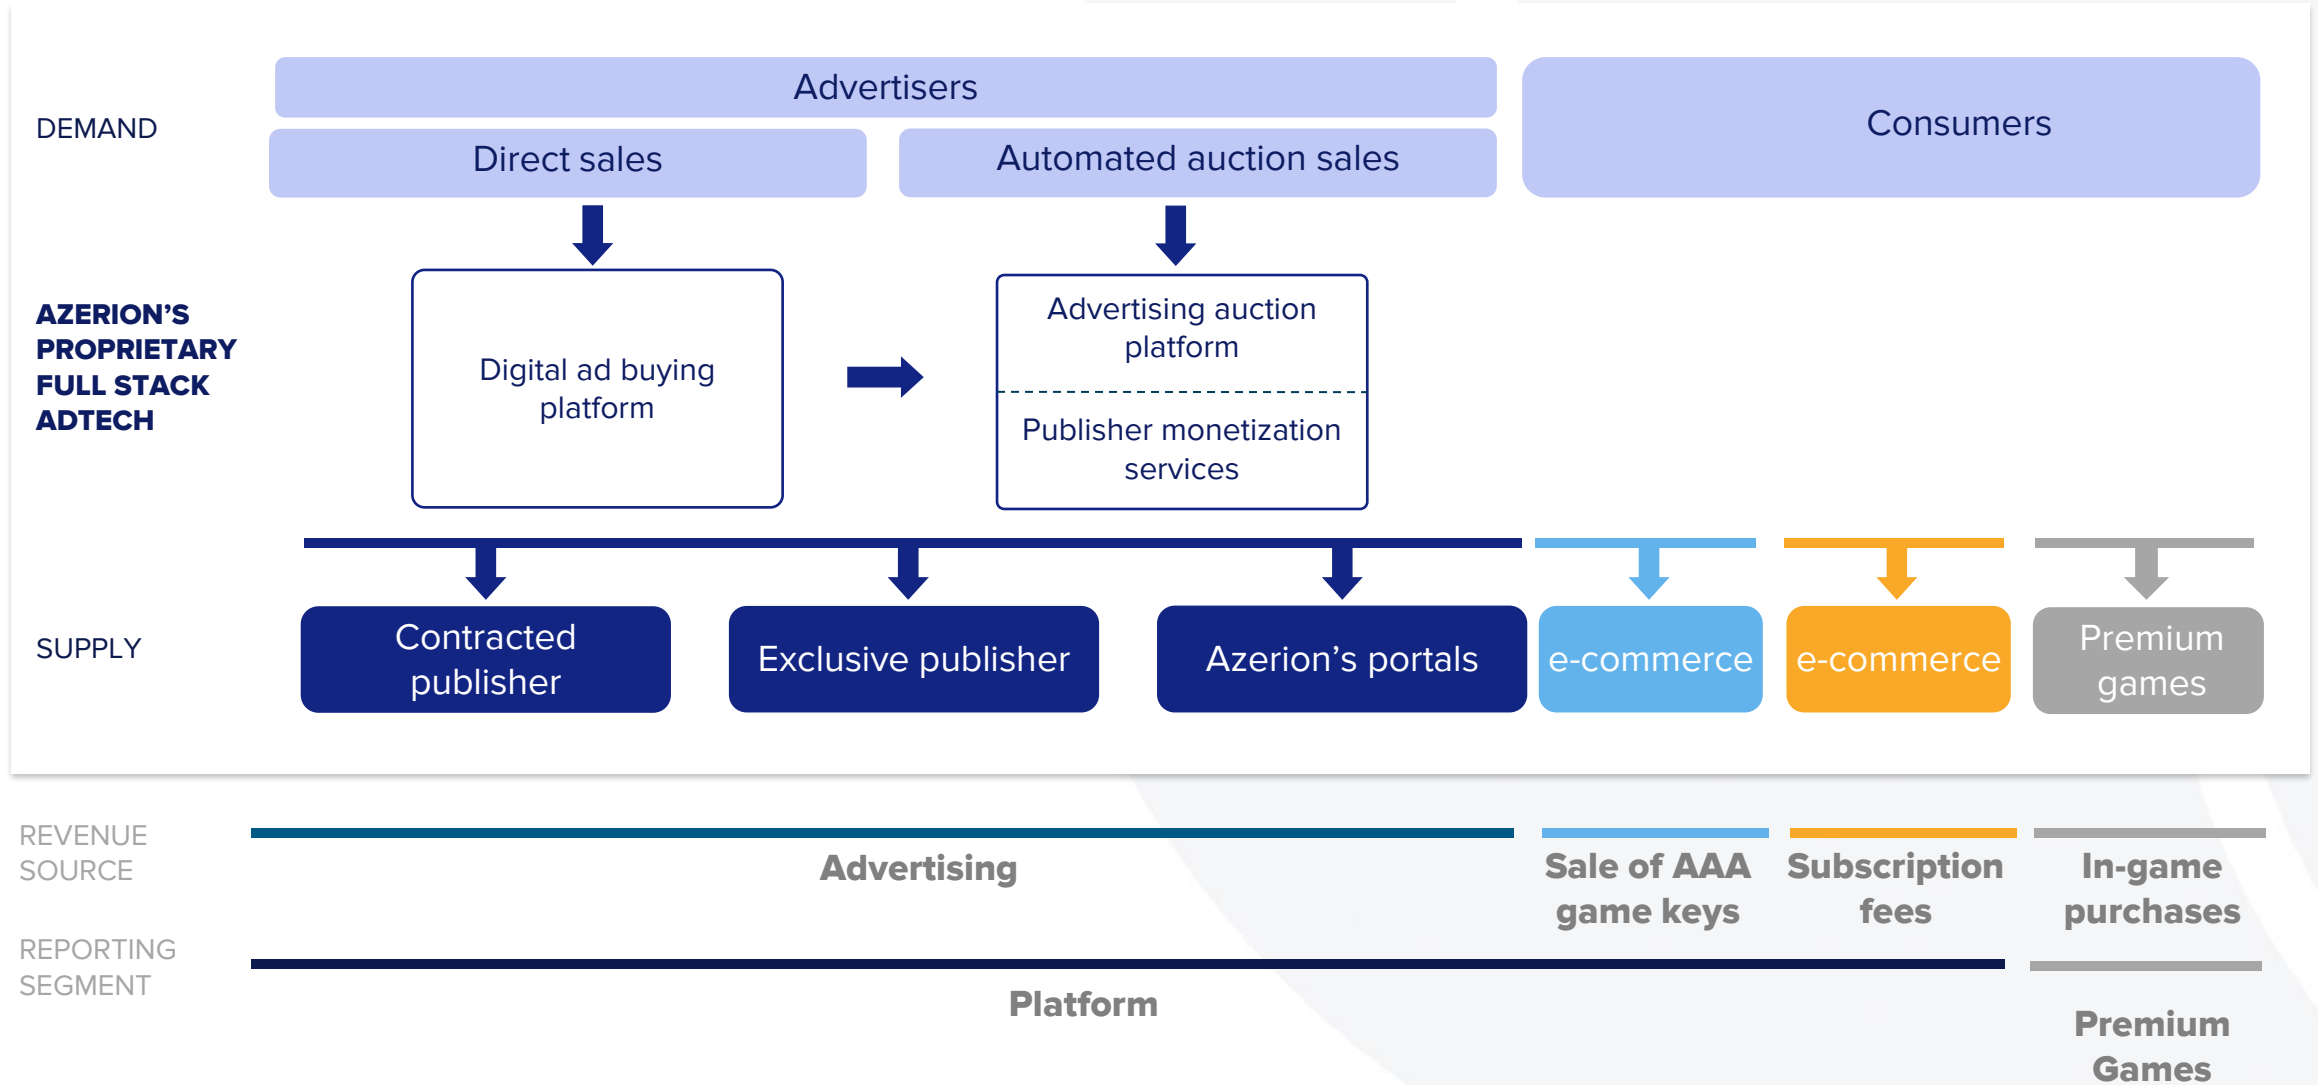 DEMAND
Advertisers
Direct sales
Automated auction sales
Consumers
AZERION’S
PROPRIETARY
FULL STACK
ADTECH
Digital ad buying
platform
Advertising auction
platform
Publisher monetization
services
SUPPLY
Contracted
publisher
Exclusive publisher
Azerion’s portals
e-commerce
e-commerce
Premium
games
REVENUE
SOURCE
Advertising
Sale of AAA
game keys
Subscription
fees
In-game
purchases
REPORTING
SEGMENT
Platform
Premium
Games